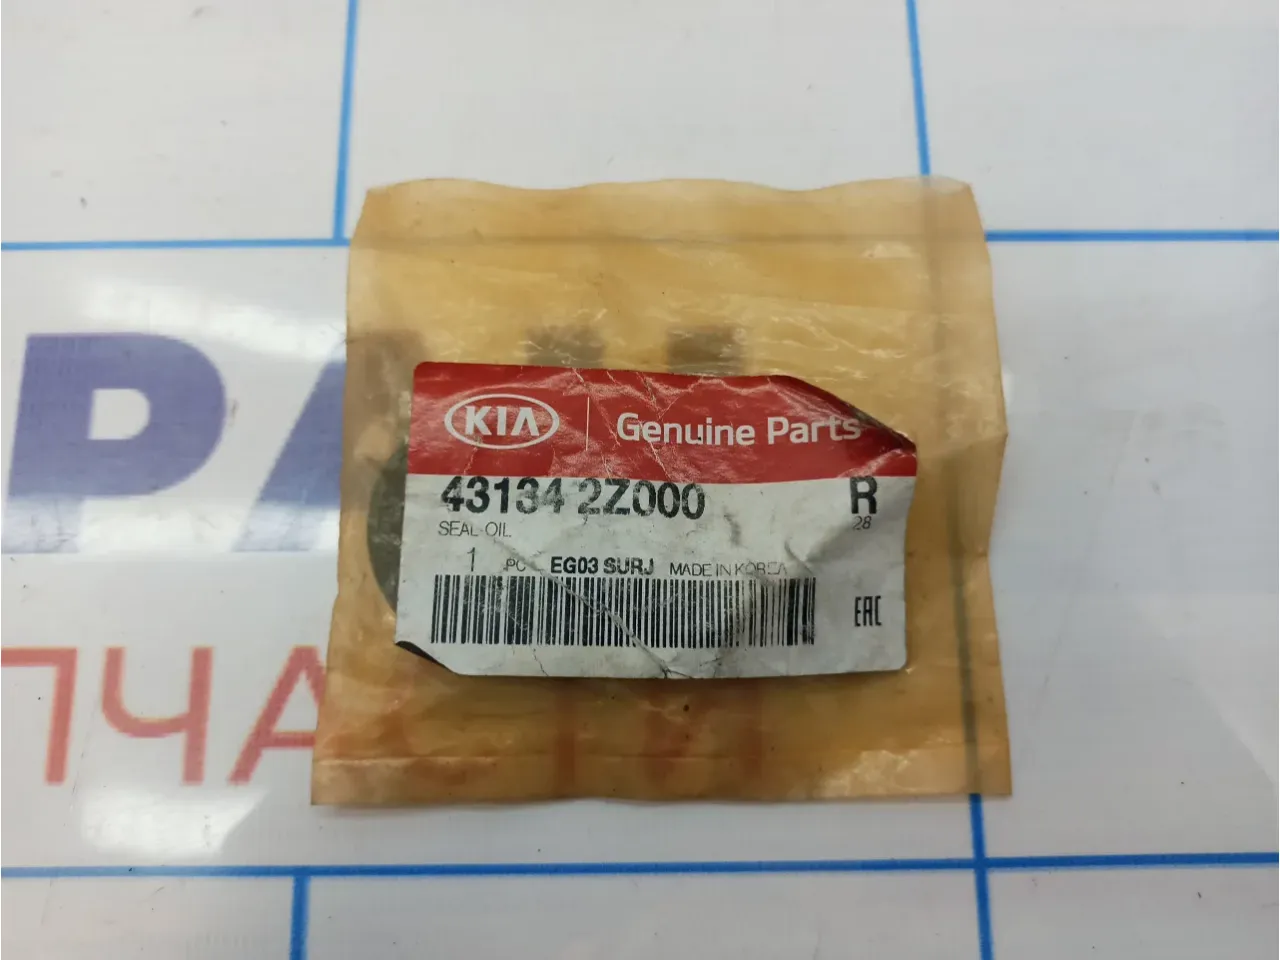 KIA Genuine Parts
43134 2Z000 R
SEAL-OIL 28
1 PC EG03 SURJ MADE IN KOREA
EAC